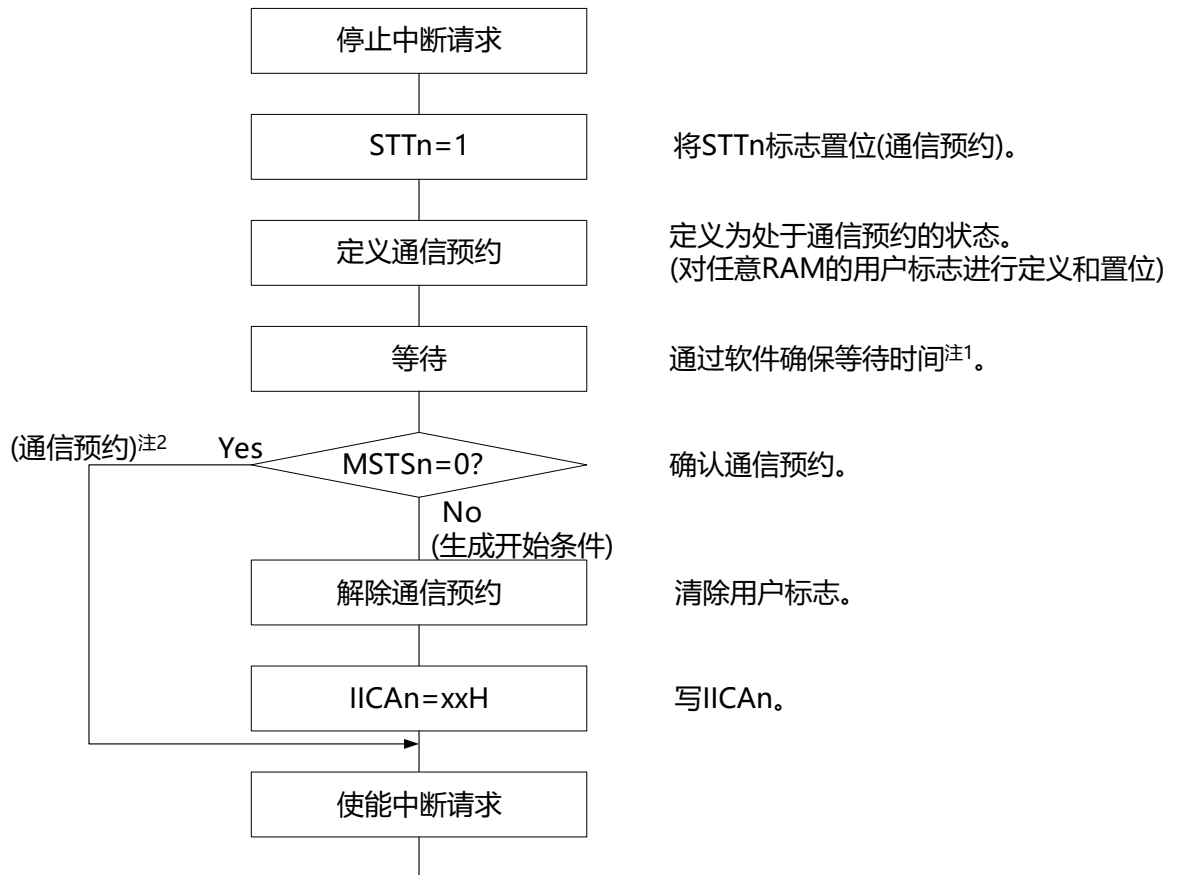 停止中断请求
STTn=1
将STTn标志置位(通信预约)。
定义通信预约
定义为处于通信预约的状态。
(对任意RAM的用户标志进行定义和置位)
等待
通过软件确保等待时间注1。
(通信预约)注2
Yes
MSTSn=0?
确认通信预约。
No
(生成开始条件)
解除通信预约
清除用户标志。
IICAn=xxH
写IICAn。
使能中断请求